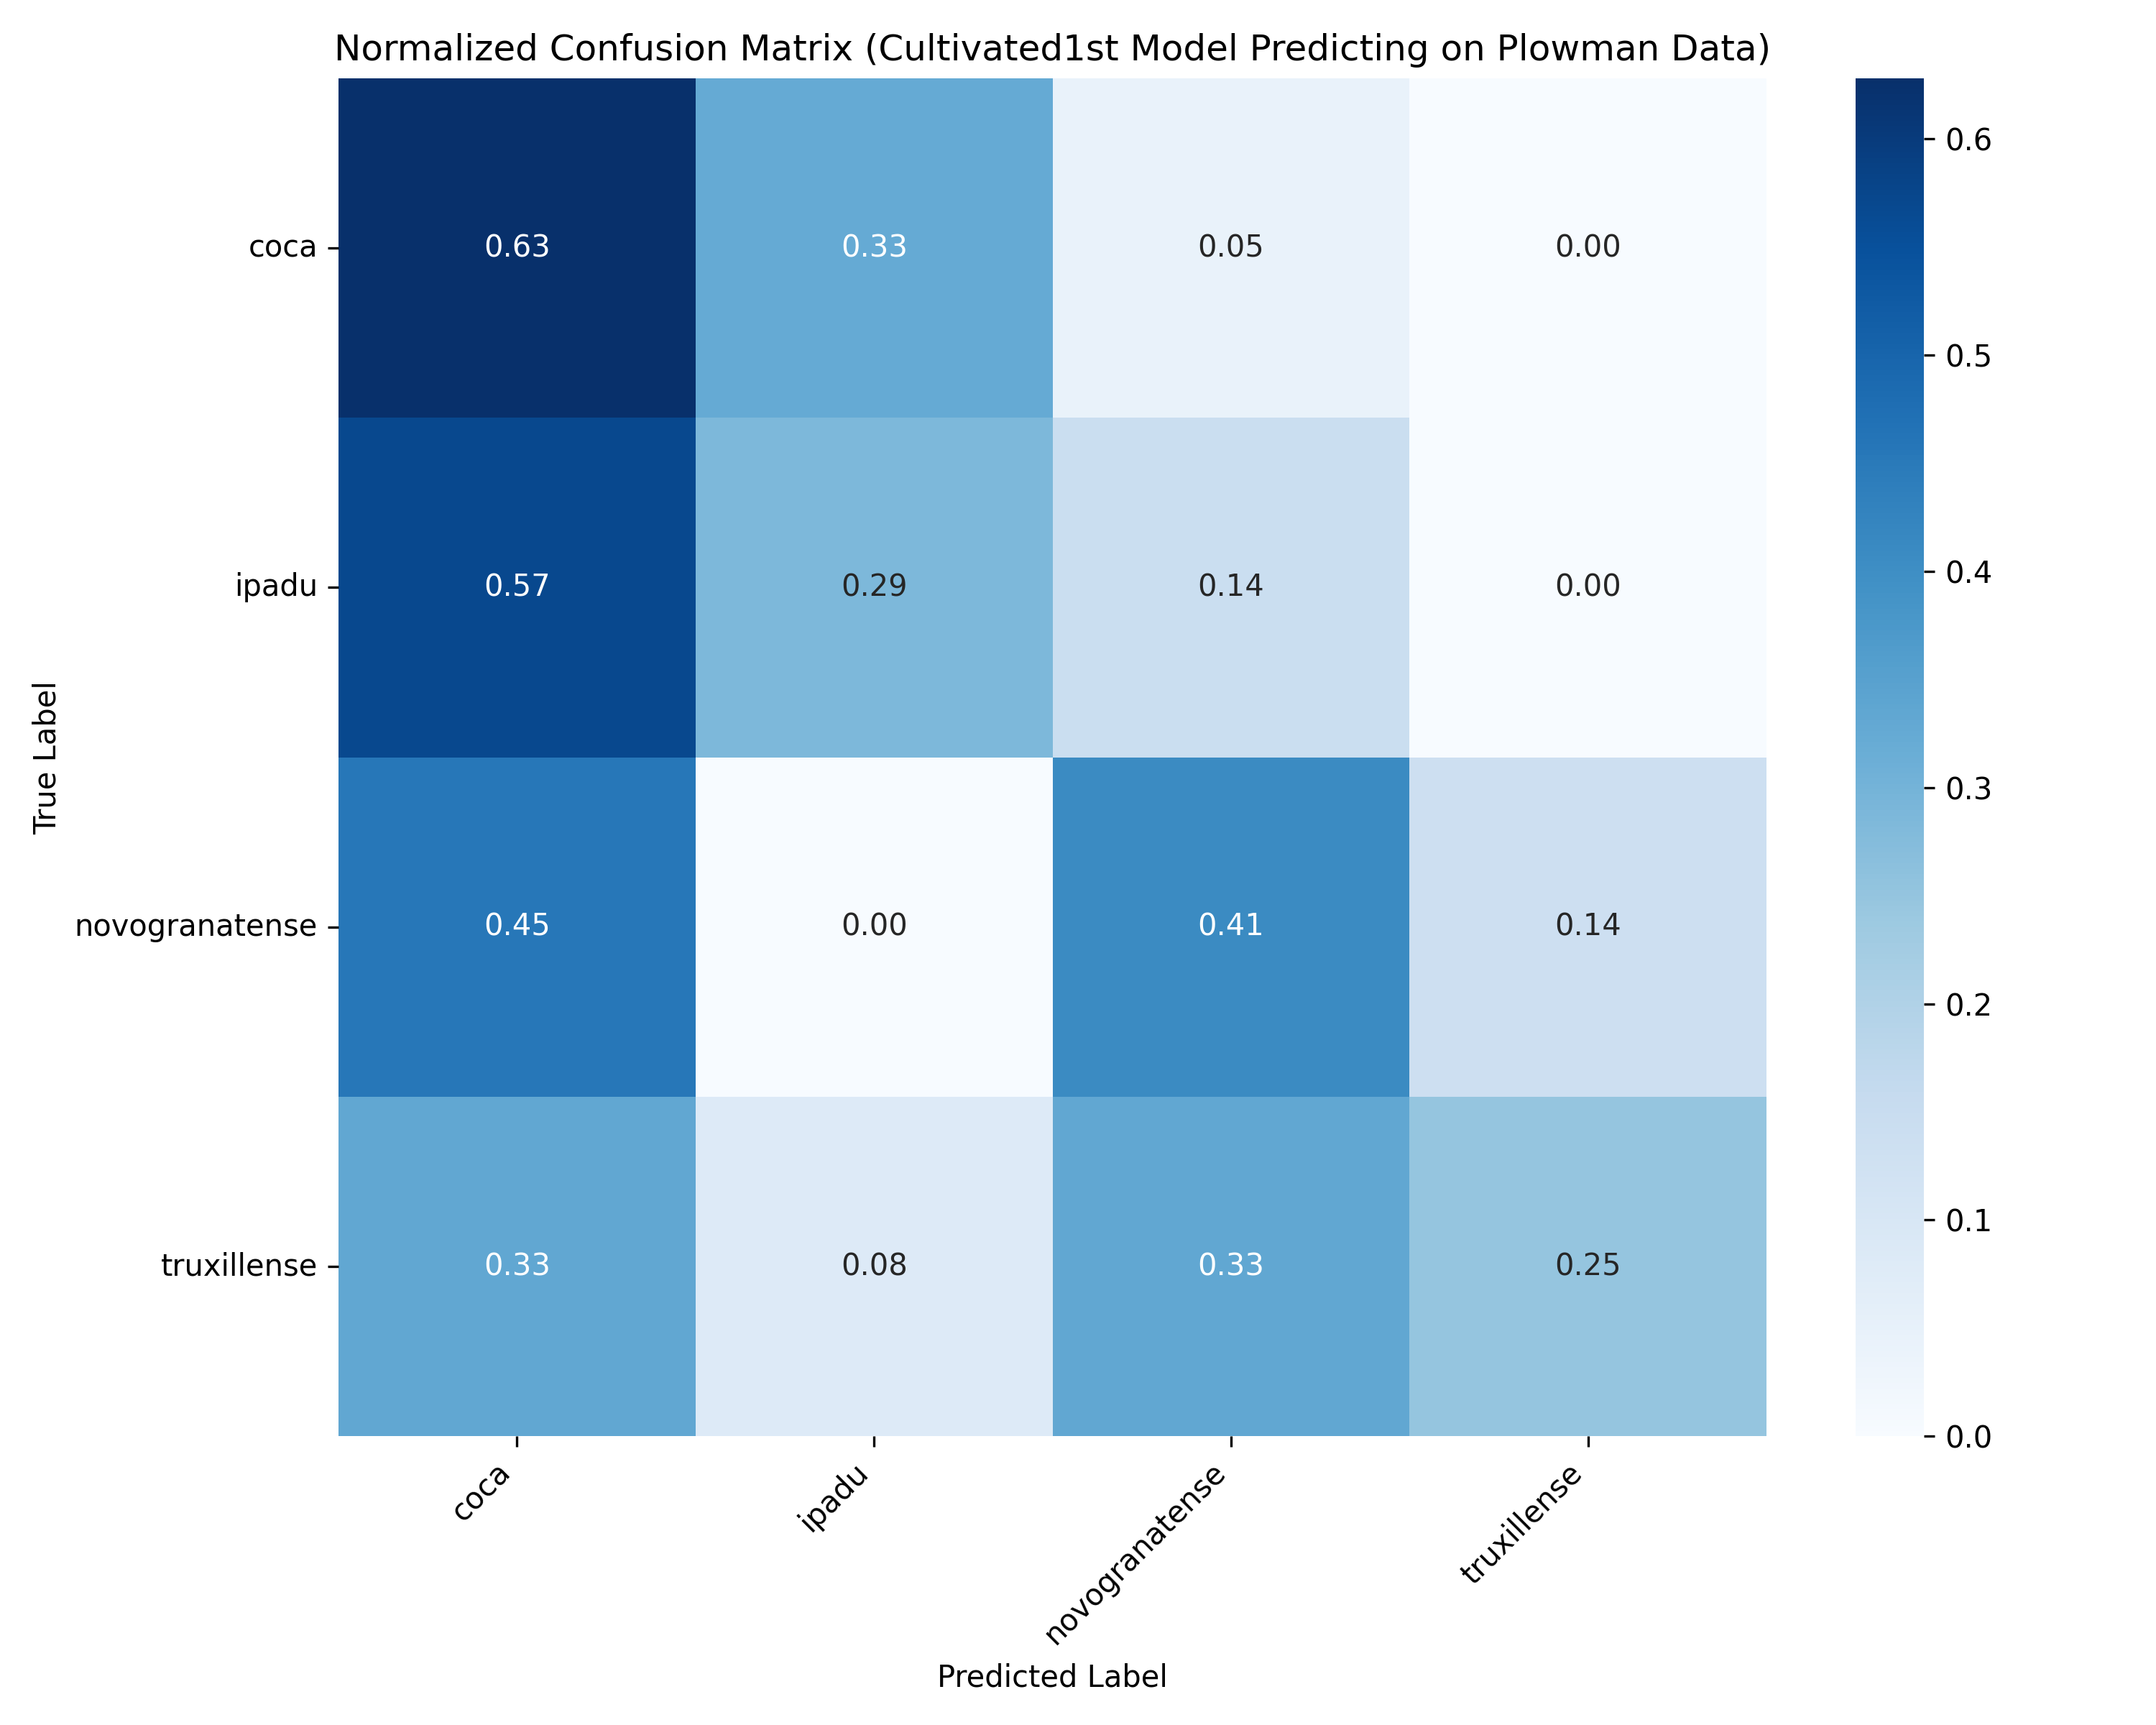 Normalized Confusion Matrix (Cultivated1st Model Predicting on Plowman Data)
coca 0.63 0.33 0.05 0.00
ipadu 0.57 0.29 0.14 0.00
novogranatense 0.45 0.00 0.41 0.14
truxillense 0.33 0.08 0.33 0.25
True Label
coca ipadu novogranatense truxillense
Predicted Label
0.6
0.5
0.4
0.3
0.2
0.1
0.0